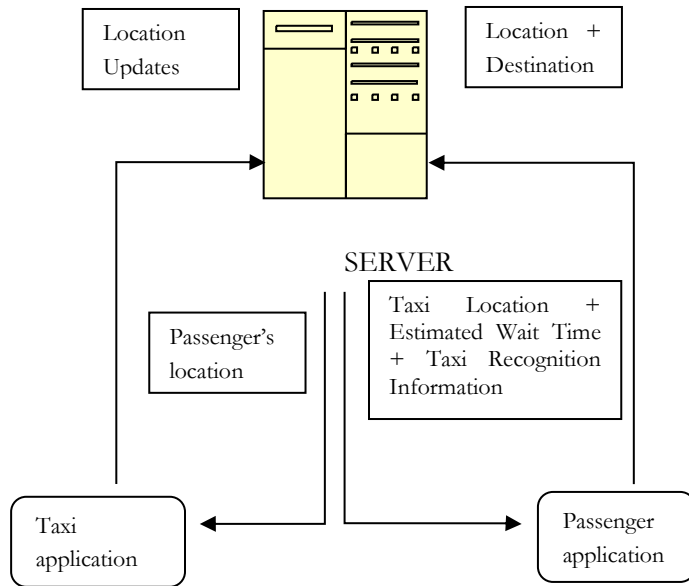 Location
Updates
Location +
Destination
SERVER
Passenger's
location
Taxi Location +
Estimated Wait Time
+ Taxi Recognition
Information
Taxi
application
Passenger
application